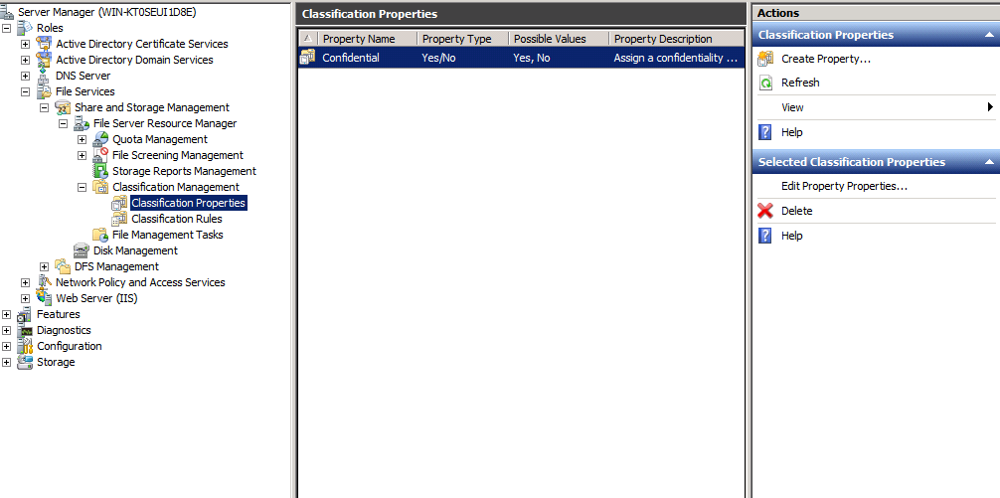 Server Manager (WIN-KT0SEUI1D8E)
Roles
Active Directory Certificate Services
Active Directory Domain Services
DNS Server
File Services
Share and Storage Management
File Server Resource Manager
Quota Management
File Screening Management
Storage Reports Management
Classification Management
Classification Properties
Classification Rules
File Management Tasks
Disk Management
DFS Management
Network Policy and Access Services
Web Server (IIS)
Features
Diagnostics
Configuration
Storage
Classification Properties
Property Name Property Type Possible Values Property Description
Confidential Yes/No Yes, No Assign a confidentiality ...
Actions
Classification Properties
Create Property...
Refresh
View
Help
Selected Classification Properties
Edit Property Properties...
Delete
Help